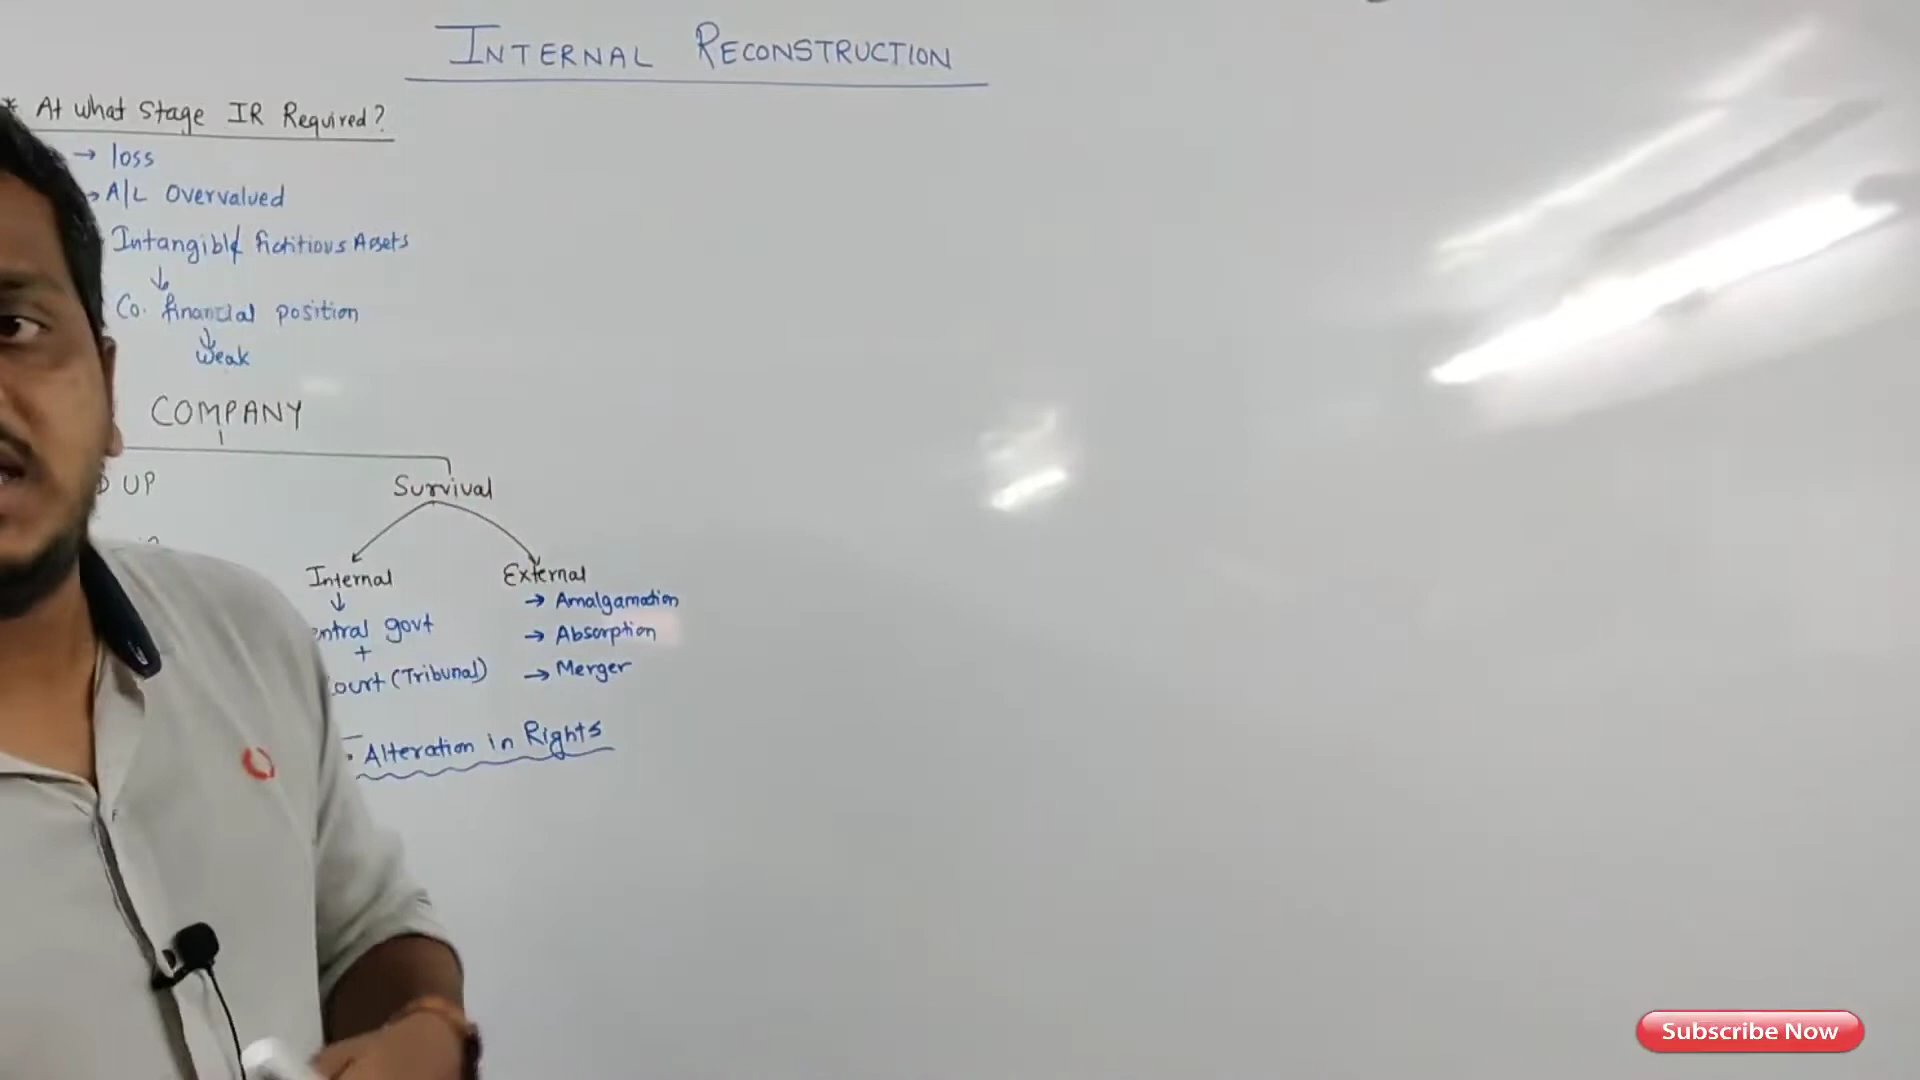 INTERNAL RECONSTRUCTION
* At what stage IR Required?
→ loss
→ A/L Overvalued
Intangible fictitious Assets
↓
Co. financial position
↓
weak
COMPANY
UP
Survival
Internal
External
↓
→ Amalgamation
govt
→ Absorption
+
(Tribunal)
→ Merger
Alteration in Rights
Subscribe Now